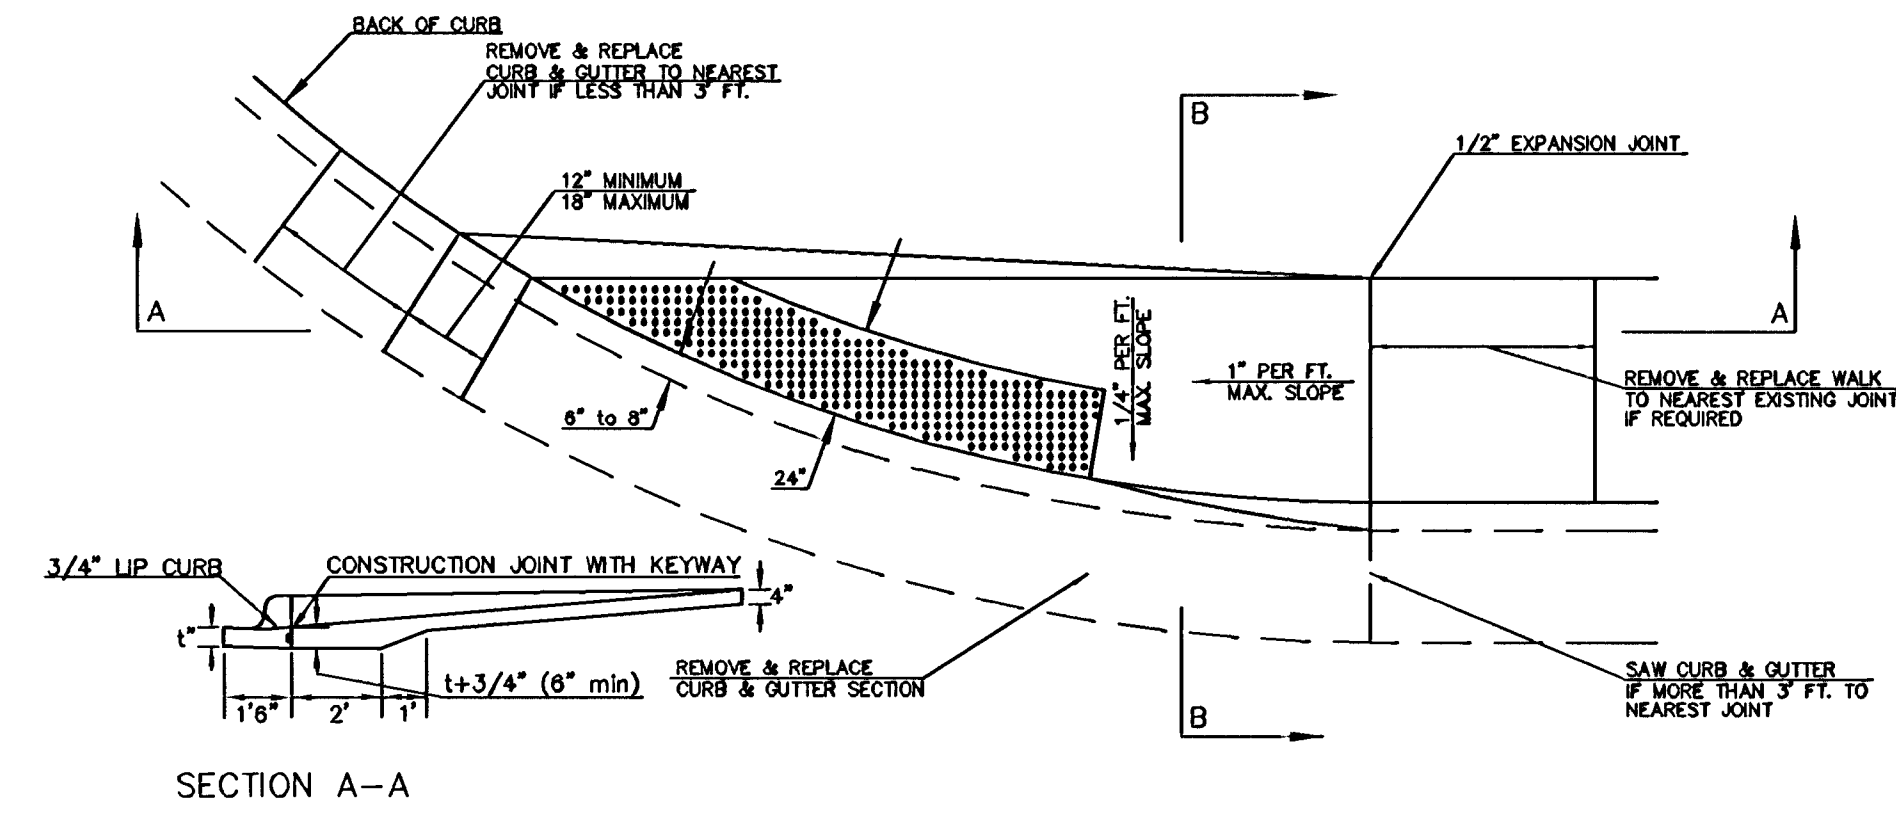 BACK OF CURB
REMOVE & REPLACE
CURB & GUTTER TO NEAREST
JOINT IF LESS THAN 3' FT.
12" MINIMUM
18" MAXIMUM
B
1/2" EXPANSION JOINT
A
A
1/4" PER FT.
MAX. SLOPE
1" PER FT.
MAX. SLOPE
REMOVE & REPLACE WALK
TO NEAREST EXISTING JOINT
IF REQUIRED
6" to 8"
24"
3/4" LIP CURB
CONSTRUCTION JOINT WITH KEYWAY
4"
t"
t+3/4" (6" min)
1'6"
2'
1'
REMOVE & REPLACE
CURB & GUTTER SECTION
SAW CURB & GUTTER
IF MORE THAN 3' FT. TO
NEAREST JOINT
B
SECTION A-A